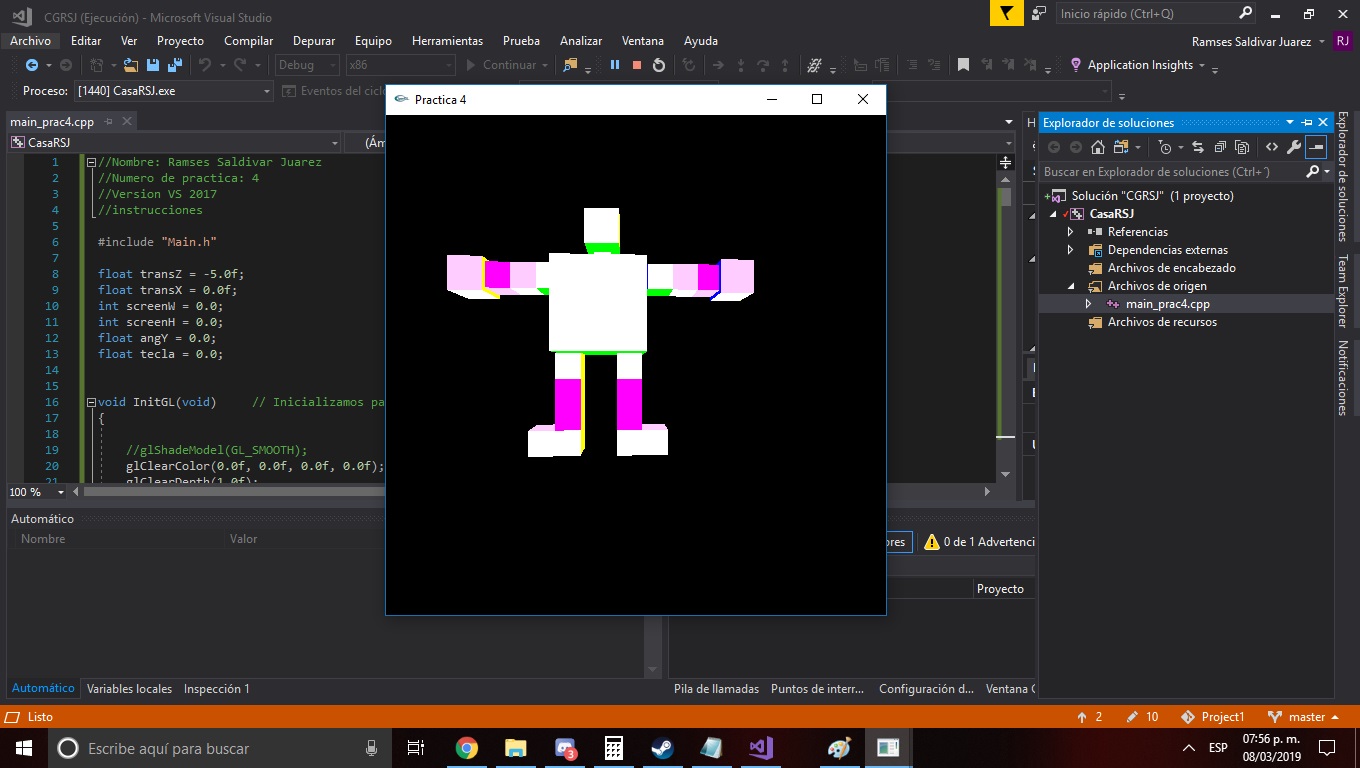 CGRSJ (Ejecución) - Microsoft Visual Studio
Inicio rápido (Ctrl+Q)
Archivo Editar Ver Proyecto Compilar Depurar Equipo Herramientas Prueba Analizar Ventana Ayuda
Ramses Saldivar Juarez RJ
Debug x86 Continuar Application Insights
Proceso: [1440] CasaRSJ.exe Eventos del ciclo
Practica 4
main_prac4.cpp
CasaRSJ
1 //Nombre: Ramses Saldivar Juarez
2 //Numero de practica: 4
3 //Version VS 2017
4 //instrucciones
5
6 #include "Main.h"
7
8 float transZ = -5.0f;
9 float transX = 0.0f;
10 int screenW = 0.0;
11 int screenH = 0.0;
12 float angY = 0.0;
13 float tecla = 0.0;
14
15
16 void InitGL(void) // Inicializamos pa
17 {
18
19 //glShadeModel(GL_SMOOTH);
20 glClearColor(0.0f, 0.0f, 0.0f, 0.0f);
21 glClearDepth(1.0f);
100 %
Explorador de soluciones
Buscar en Explorador de soluciones (Ctrl+´)
Solución "CGRSJ" (1 proyecto)
CasaRSJ
Referencias
Dependencias externas
Archivos de encabezado
Archivos de origen
main_prac4.cpp
Archivos de recursos
Explorador de soluciones
Team Explorer
Notificaciones
Automático
Nombre Valor
ores 0 de 1 Advertenci
Proyecto
Automático Variables locales Inspección 1
Pila de llamadas Puntos de interr... Configuración d... Ventana C
Listo
2 10 Project1 master
Escribe aquí para buscar
3
ESP
07:56 p. m.
08/03/2019